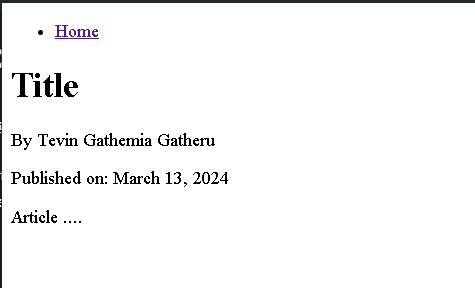 Home
Title
By Tevin Gathemia Gatheru
Published on: March 13, 2024
Article ....